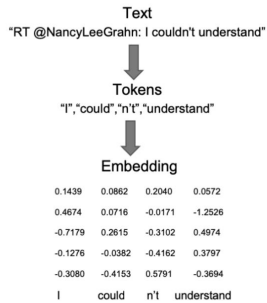 Text
“RT @NancyLeeGrahn: I couldn't understand”
Tokens
“I”,“could”,“n’t”,“understand”
Embedding
0.1439 0.0862 0.2040 0.0572
0.4674 0.0716 -0.0171 -1.2526
-0.7179 0.2615 -0.3102 0.4974
-0.1276 -0.0382 -0.4162 0.3797
-0.3080 -0.4153 0.5791 -0.3694
I could n’t understand